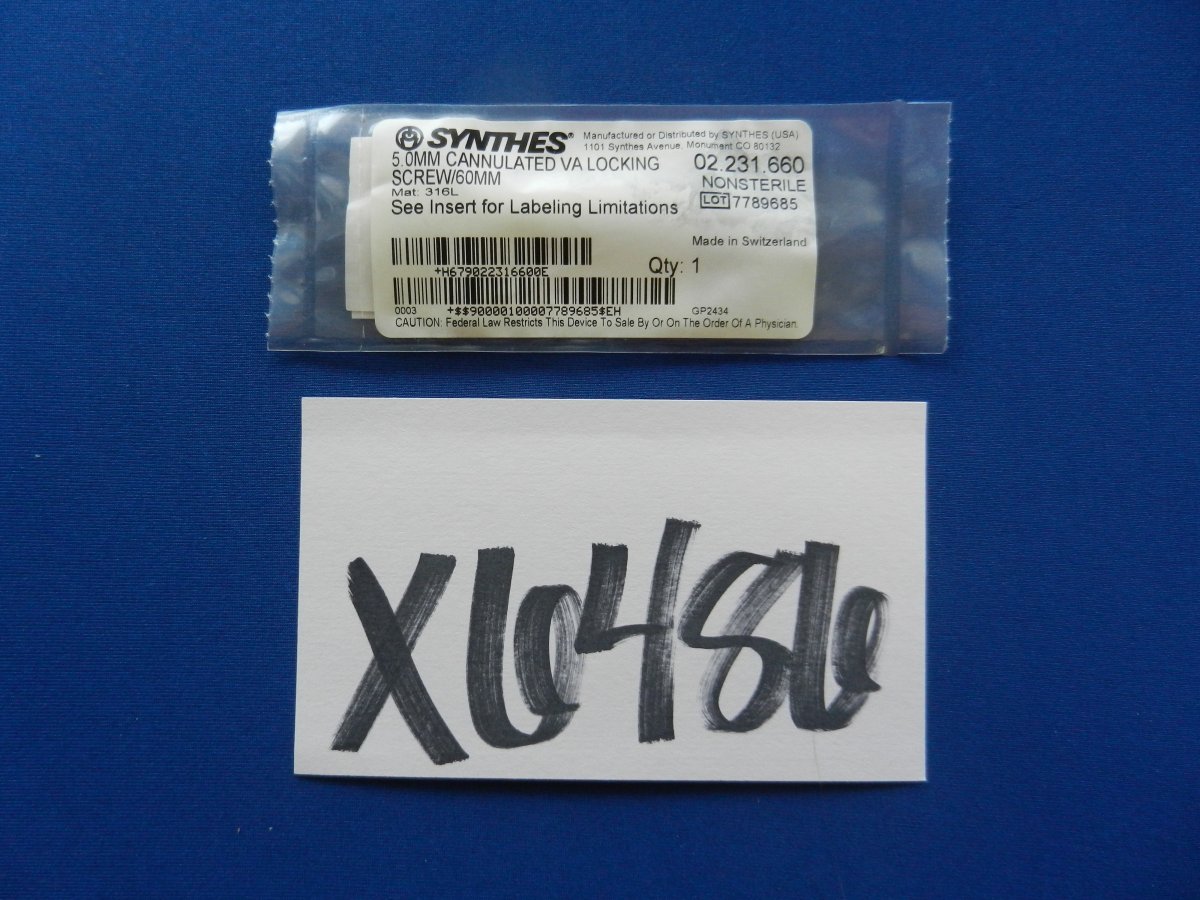 SYNTHES® Manufactured or Distributed by SYNTHES (USA)
1101 Synthes Avenue, Monument CO 80132
5.0MM CANNULATED VA LOCKING 02.231.660
SCREW/60MM NONSTERILE
Mat: 316L
See Insert for Labeling Limitations LOT 7789685
Made in Switzerland
+H679022316600E Qty: 1
0003 +$$90000100007789685$EH GP2434
CAUTION: Federal Law Restricts This Device To Sale By Or On The Order Of A Physician.
X6486